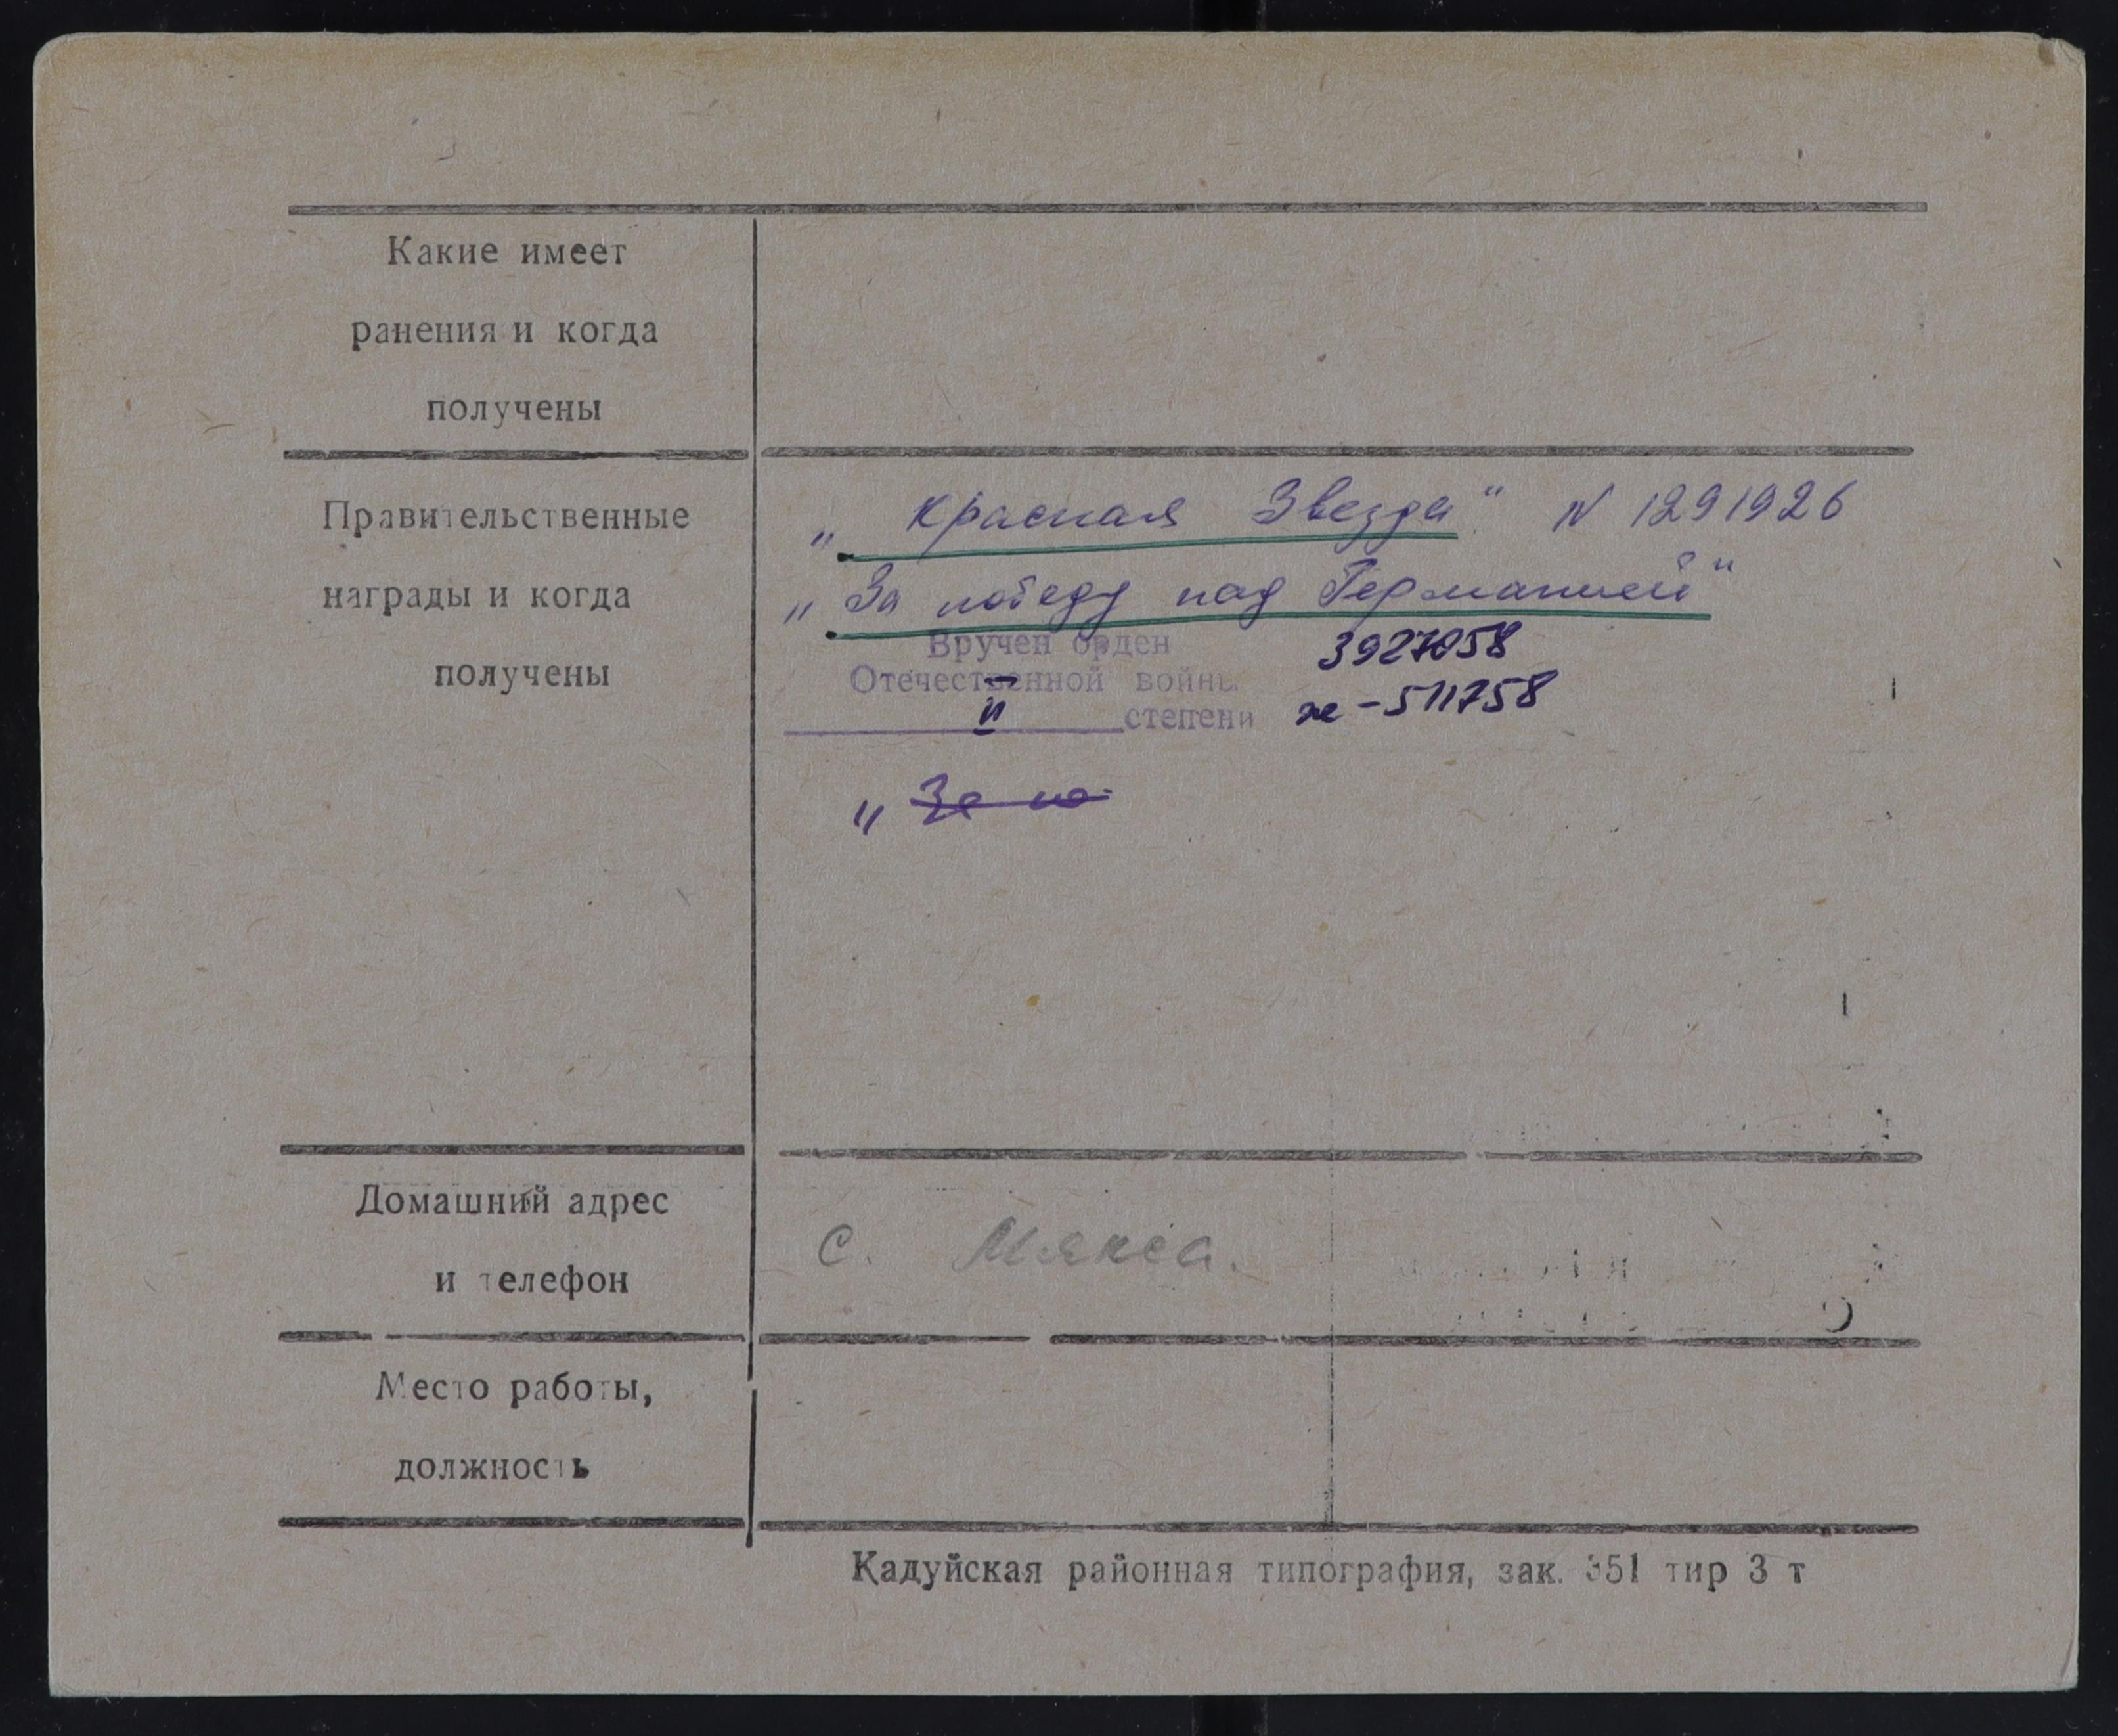 Какие имеет
ранения и когда
получены
Правительственные
награды и когда
получены
„ Красная Звезда" N 1291926
„За победу над Германией"
Вручен орден 3927058
Отечественной войны
II степени же-511758
„ За по
Домашний адрес
и телефон
с. Мякса.
Место работы,
должность
Кадуйская районная типография, зак. 351 тир 3 т